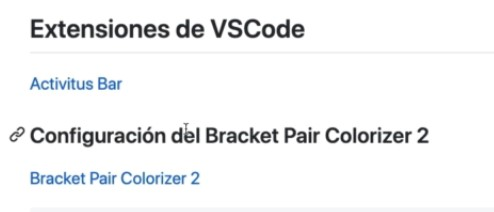 Extensiones de VSCode
Activitus Bar
Configuración del Bracket Pair Colorizer 2
Bracket Pair Colorizer 2